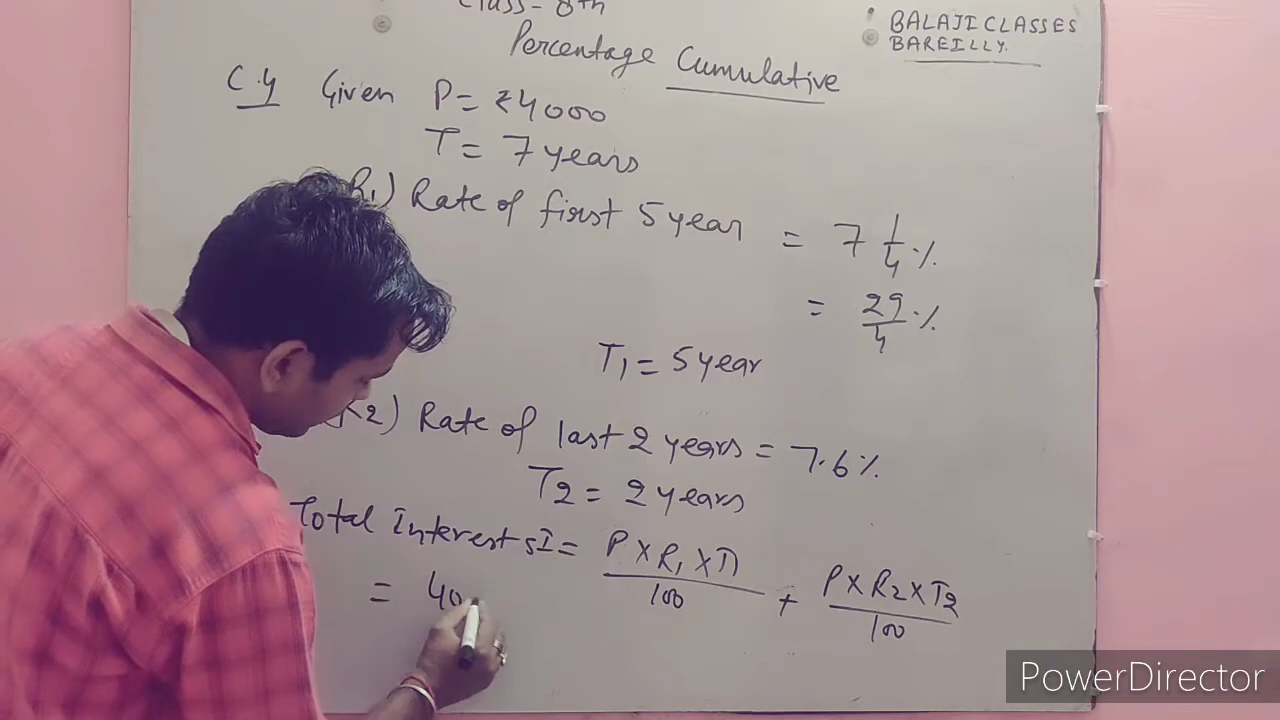 Class-8th
BALAJI CLASSES
BAREILLY.
Percentage Cumulative
C.Y Given P = ₹4000
T = 7 years
R1) Rate of first 5 year = 7 1/4 %
= 29/4 %
T1 = 5 year
R2) Rate of last 2 years = 7.6%
T2 = 2 years
Total Interest SI = P×R1×T1/100 + P×R2×T2/100
= 40
PowerDirector